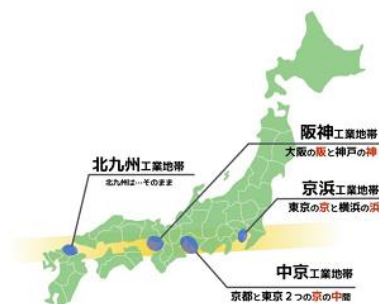 阪神工業地帯
大阪の阪と神戸の神
北九州工業地帯
北九州は…そのまま
京浜工業地帯
東京の京と横浜の浜
中京工業地帯
京都と東京2つの京の中間